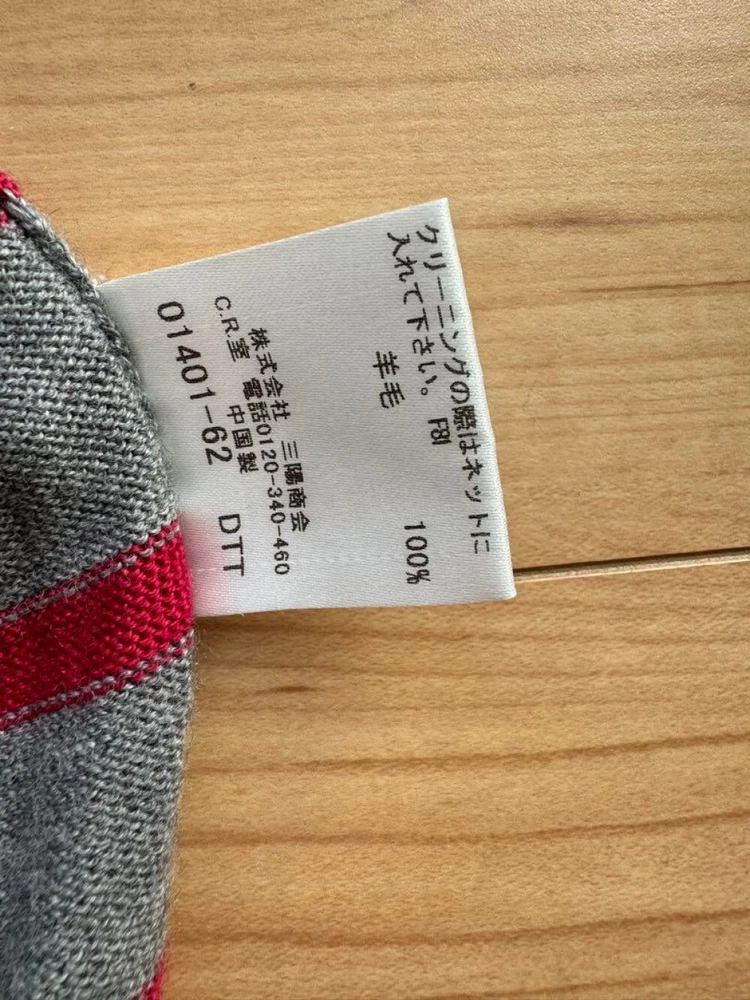 クリーニングの際はネットに
入れて下さい。 F8I
羊毛 100%
株式会社 三陽商会
C.R.室 電話0120-340-460
中国製
01401-62 DTT